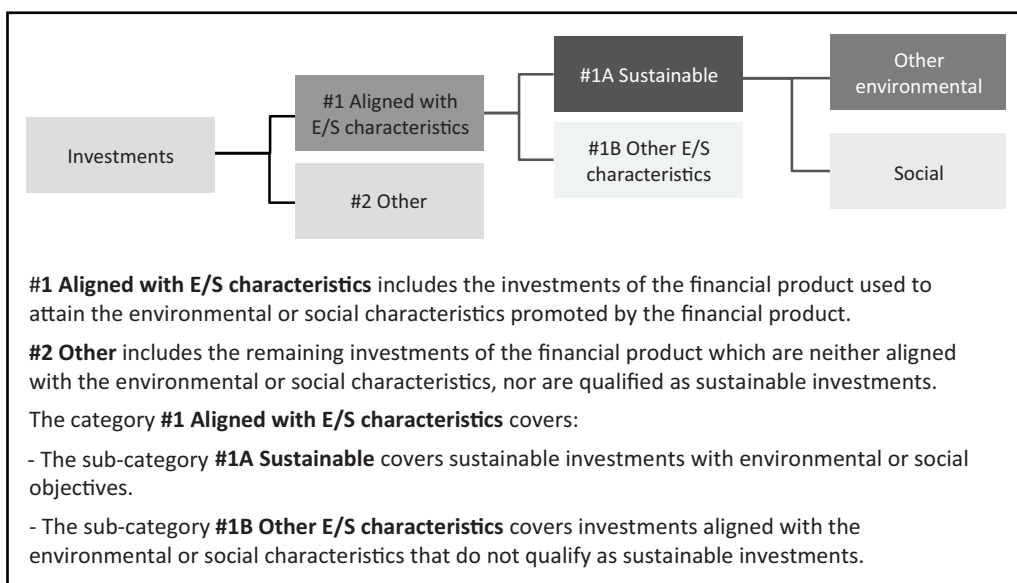 Investments
#1 Aligned with
E/S characteristics
#2 Other
#1A Sustainable
#1B Other E/S
characteristics
Other
environmental
Social
#1 Aligned with E/S characteristics includes the investments of the financial product used to
attain the environmental or social characteristics promoted by the financial product.
#2 Other includes the remaining investments of the financial product which are neither aligned
with the environmental or social characteristics, nor are qualified as sustainable investments.
The category #1 Aligned with E/S characteristics covers:
- The sub-category #1A Sustainable covers sustainable investments with environmental or social
objectives.
- The sub-category #1B Other E/S characteristics covers investments aligned with the
environmental or social characteristics that do not qualify as sustainable investments.